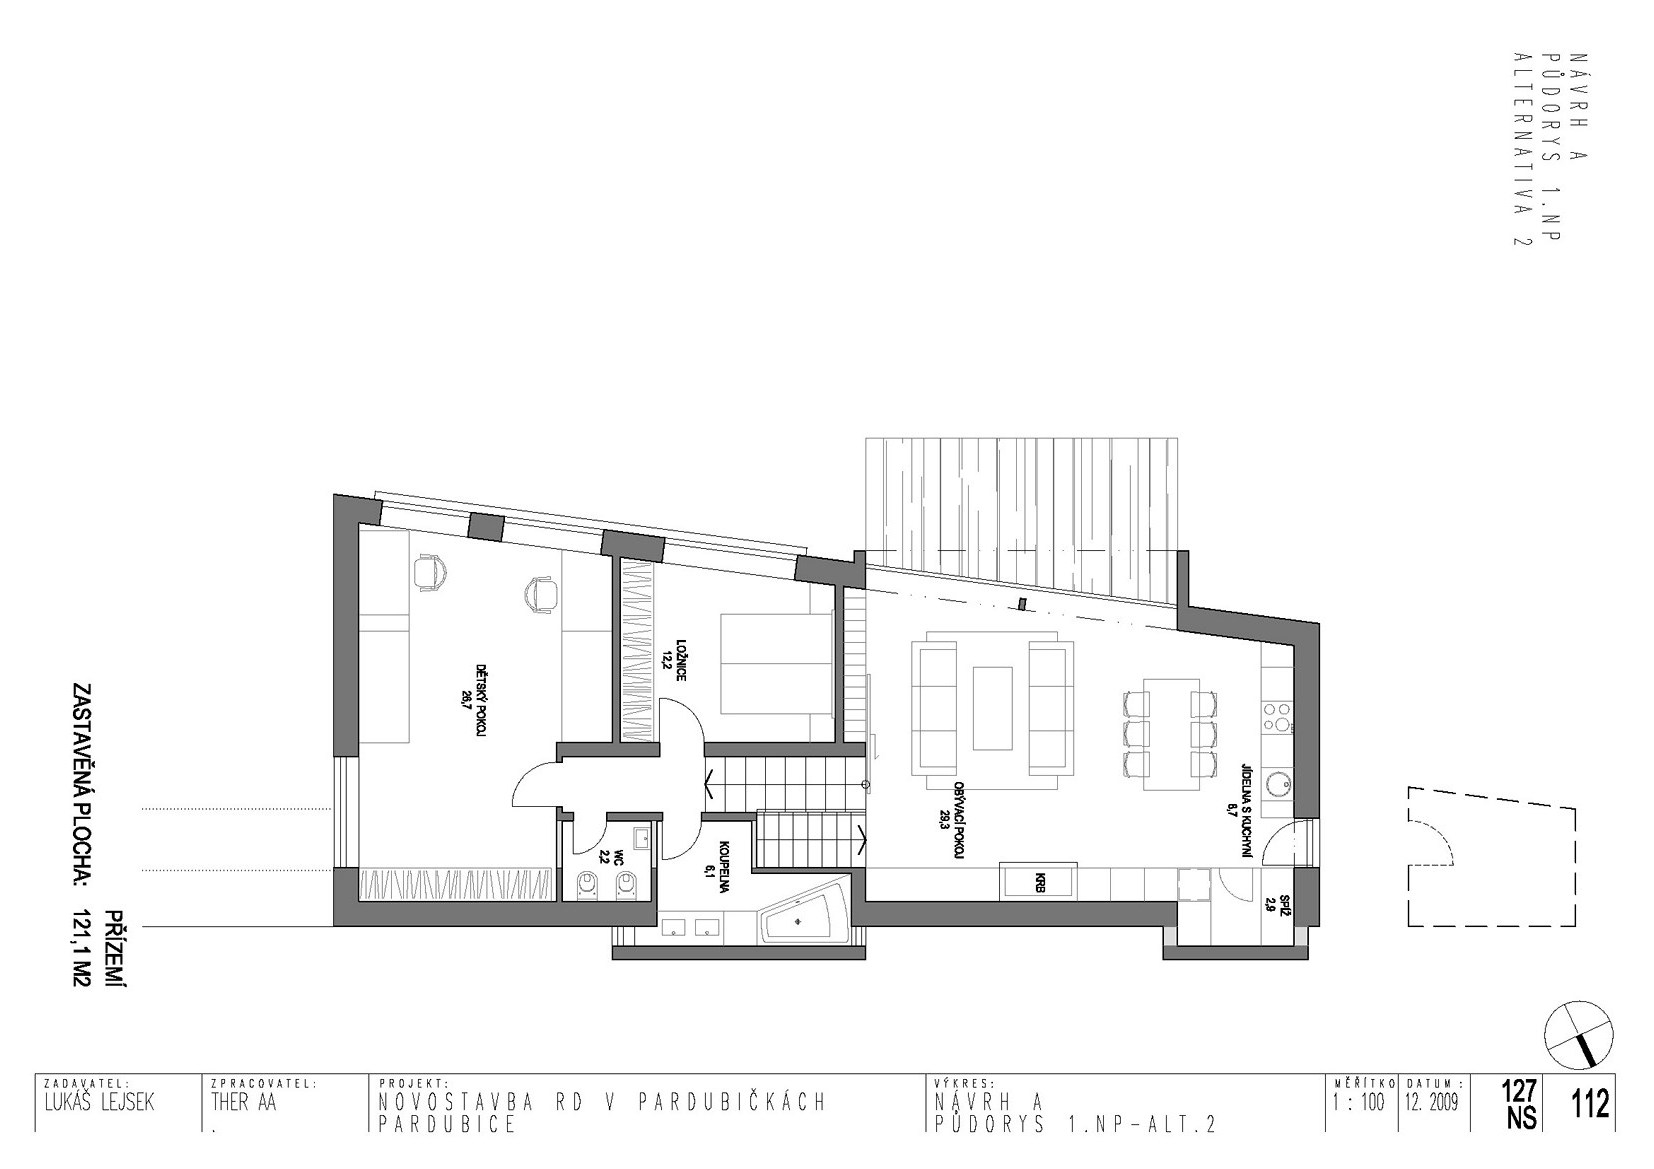 NÁVRH A
PŮDORYS 1.NP
ALTERNATIVA 2
DĚTSKÝ POKOJ
26,7
LOŽNICE
12,2
OBÝVACÍ POKOJ
29,3
JÍDELNA S KUCHYNÍ
8,7
WC
2,2
KOUPELNA
6,1
KRB
SPÍŽ
2,9
PŘÍZEMÍ
ZASTAVĚNÁ PLOCHA: 121,1 M2
ZADAVATEL:
LUKÁŠ LEJSEK
ZPRACOVATEL:
THER AA
.
PROJEKT:
NOVOSTAVBA RD V PARDUBIČKÁCH
PARDUBICE
VÝKRES:
NÁVRH A
PŮDORYS 1.NP-ALT.2
MĚŘÍTKO
1 : 100
DATUM :
12. 2009
127
NS
112